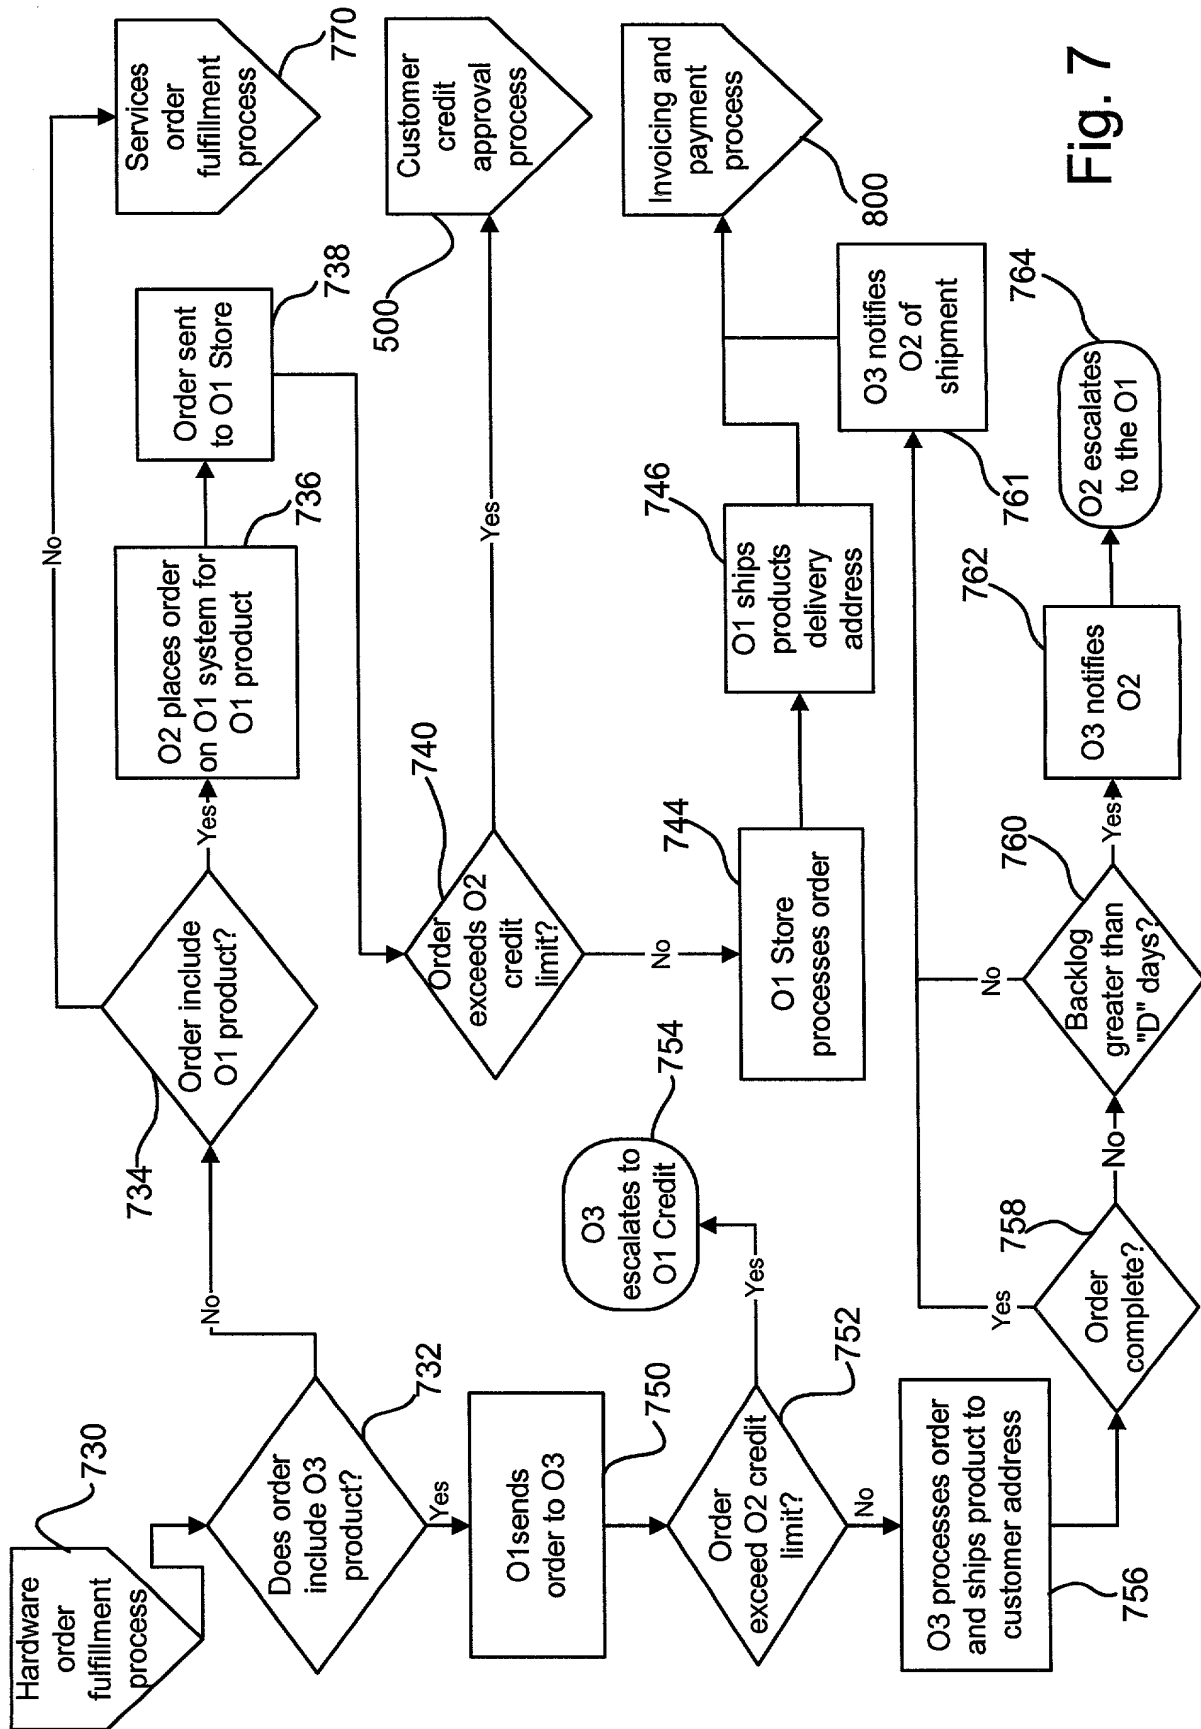 Hardware
order
fulfillment
process
730
Does order
include O3
product?
732
No
Yes
734
Order include
O1 product?
No
Yes
O2 places order
on O1 system for
O1 product
736
Order sent
to O1 Store
738
Services
order
fulfillment
process
770
740
Order
exceeds O2
credit
limit?
Yes
No
500
Customer
credit
approval
process
744
O1 Store
processes order
746
O1 ships
products
delivery
address
Invoicing and
payment
process
800
O1sends
order to O3
750
Order
exceed O2 credit
limit?
752
Yes
No
O3
escalates to
O1 Credit
754
O3 processes order
and ships product to
customer address
756
758
Order
complete?
Yes
No
760
Backlog
greater than
"D" days?
No
Yes
762
O3 notifies
O2
O3 notifies
O2 of
shipment
761
764
O2 escalates
to the O1
Fig. 7